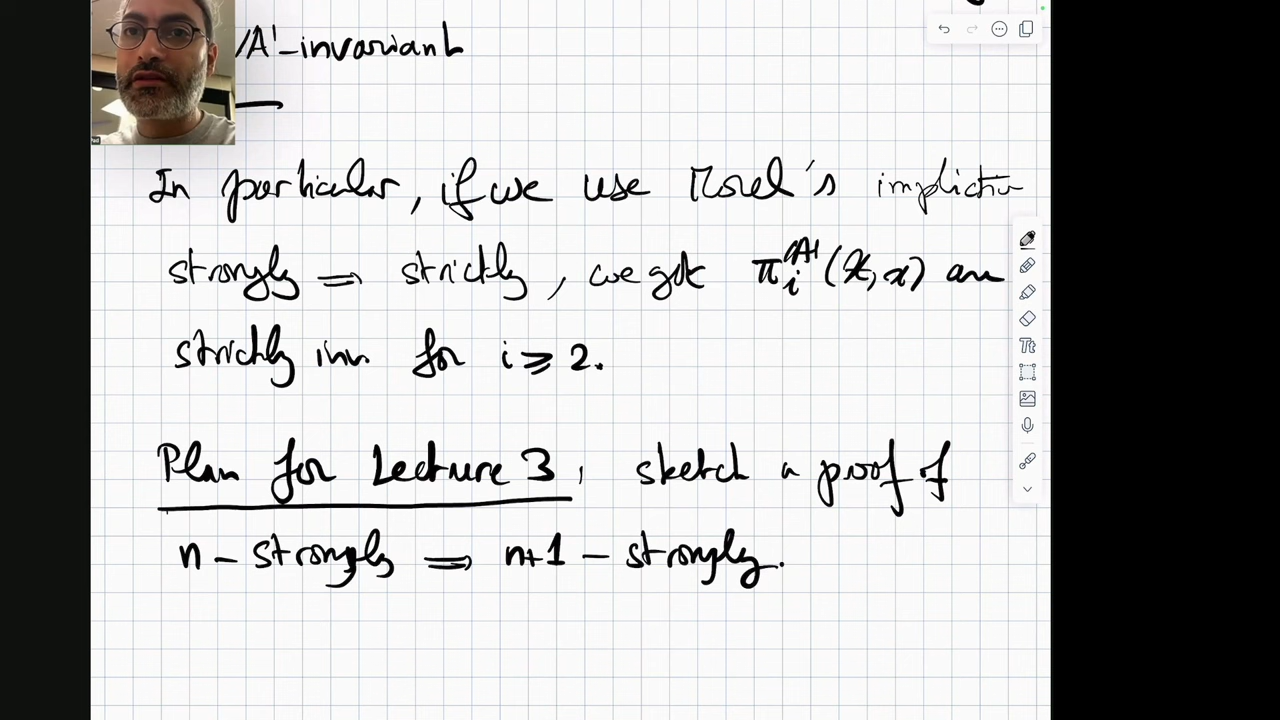 /A¹-invariant
In particular, if we use Morel's implication
strongly ⟹ strictly, we get π_i^{A¹}(X,x) are
strictly inv. for i ⩾ 2.
Plan for Lecture 3, sketch a proof of
n-strongly ⟹ n+1-strongly.
Tt